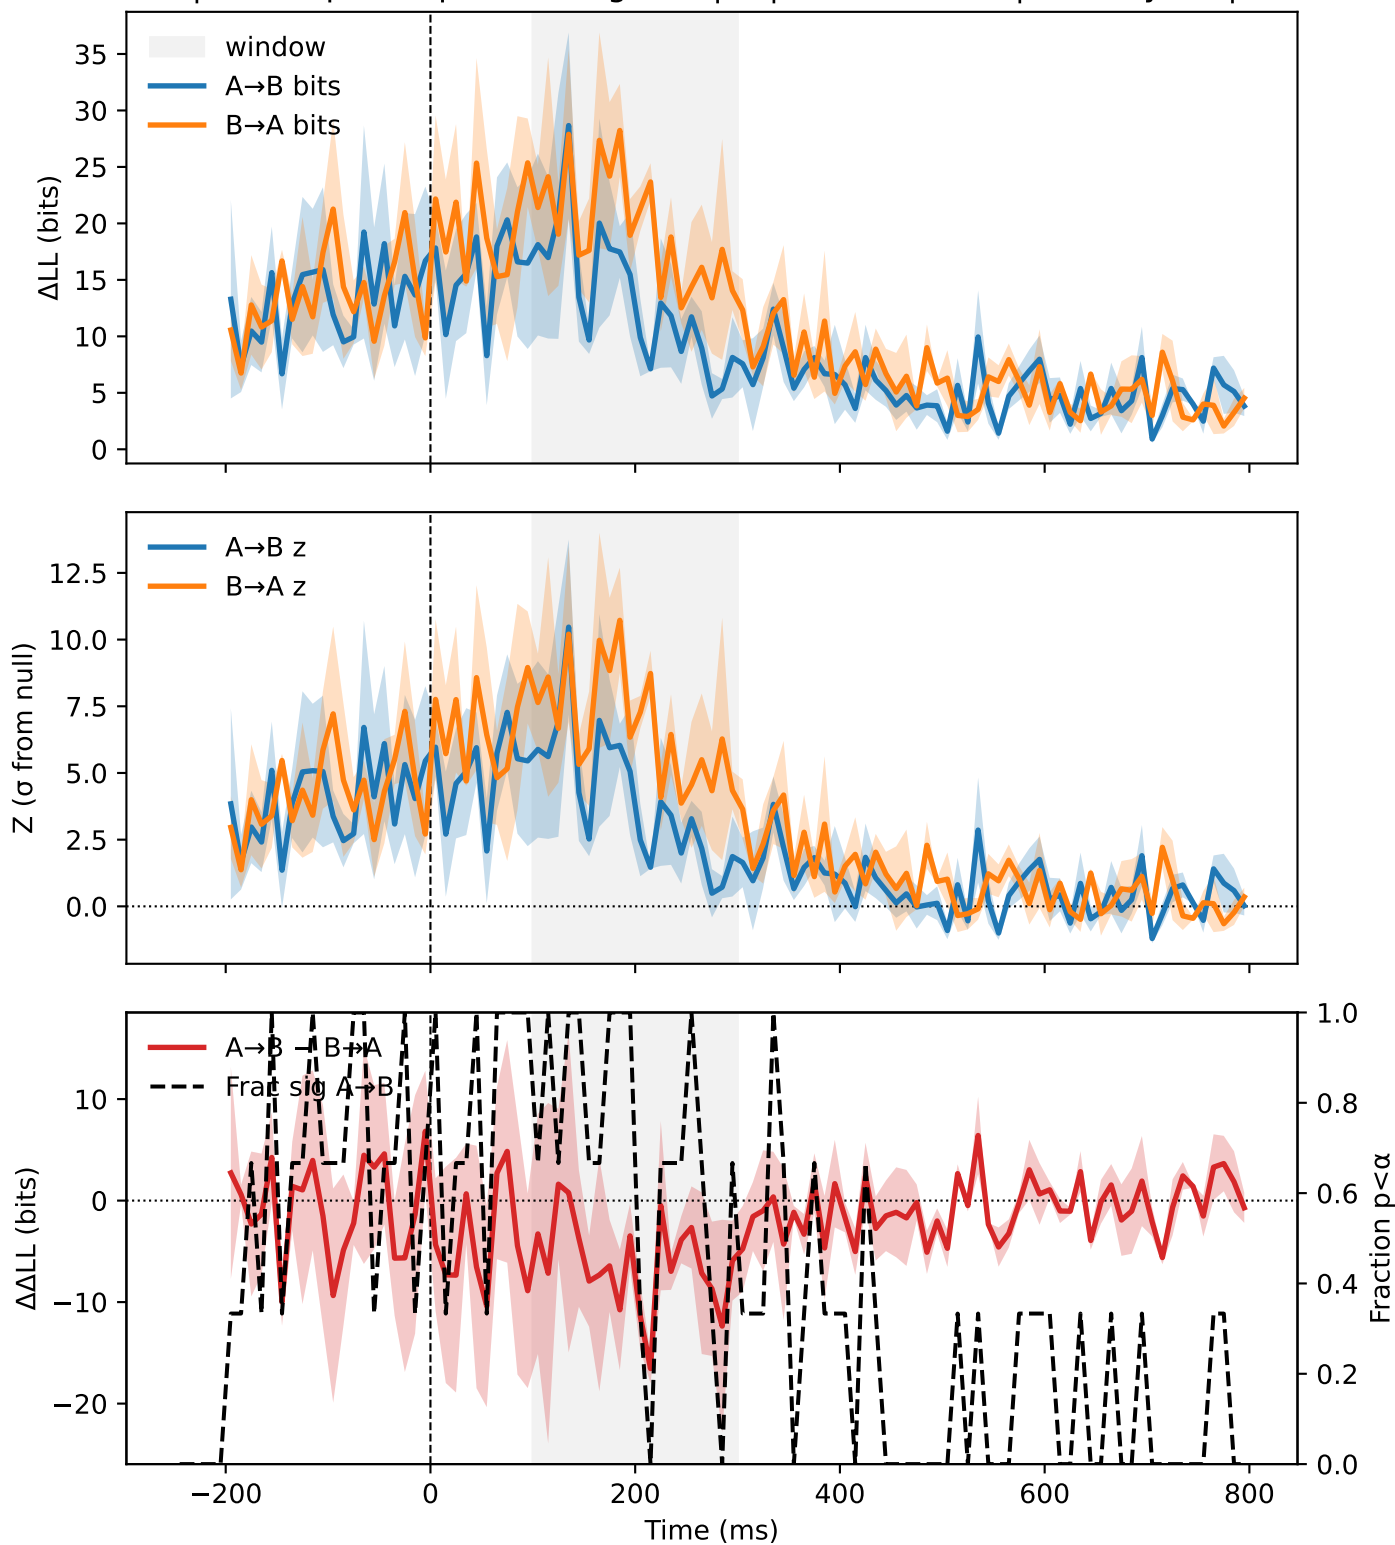 35
30
25
20
15
10
5
0
ΔLL (bits)
window
A→B bits
B→A bits
12.5
10.0
7.5
5.0
2.5
0.0
Z (σ from null)
A→B z
B→A z
10
0
−10
−20
ΔΔLL (bits)
A→B − B→A
Frac sig A→B
1.0
0.8
0.6
0.4
0.2
0.0
Fraction p<α
−200 0 200 400 600 800
Time (ms)